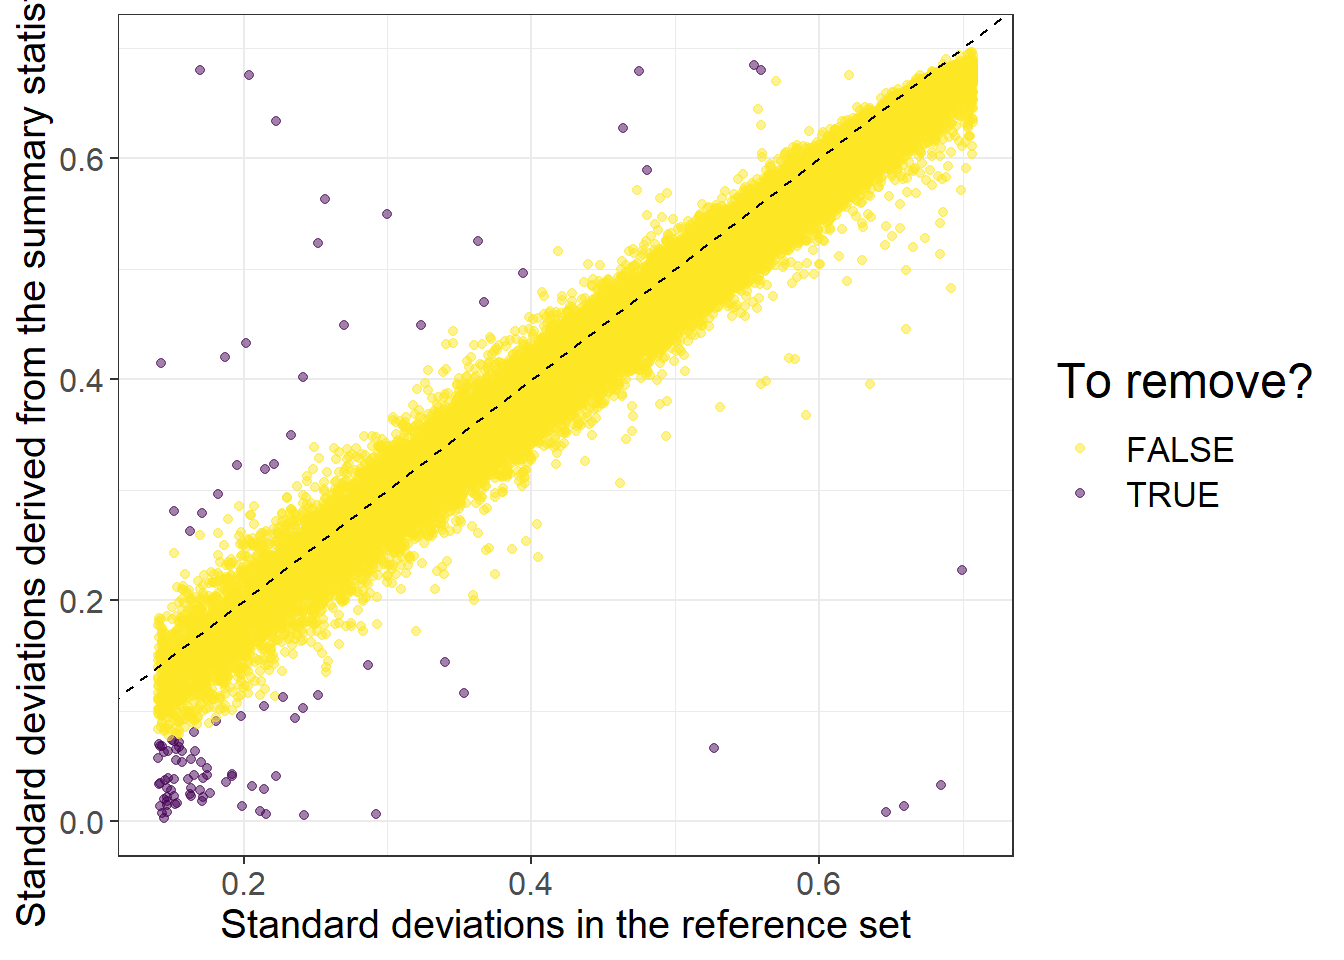 Standard deviations derived from the summary statis
0.6
0.4
0.2
0.0
0.2 0.4 0.6
Standard deviations in the reference set
To remove?
FALSE
TRUE